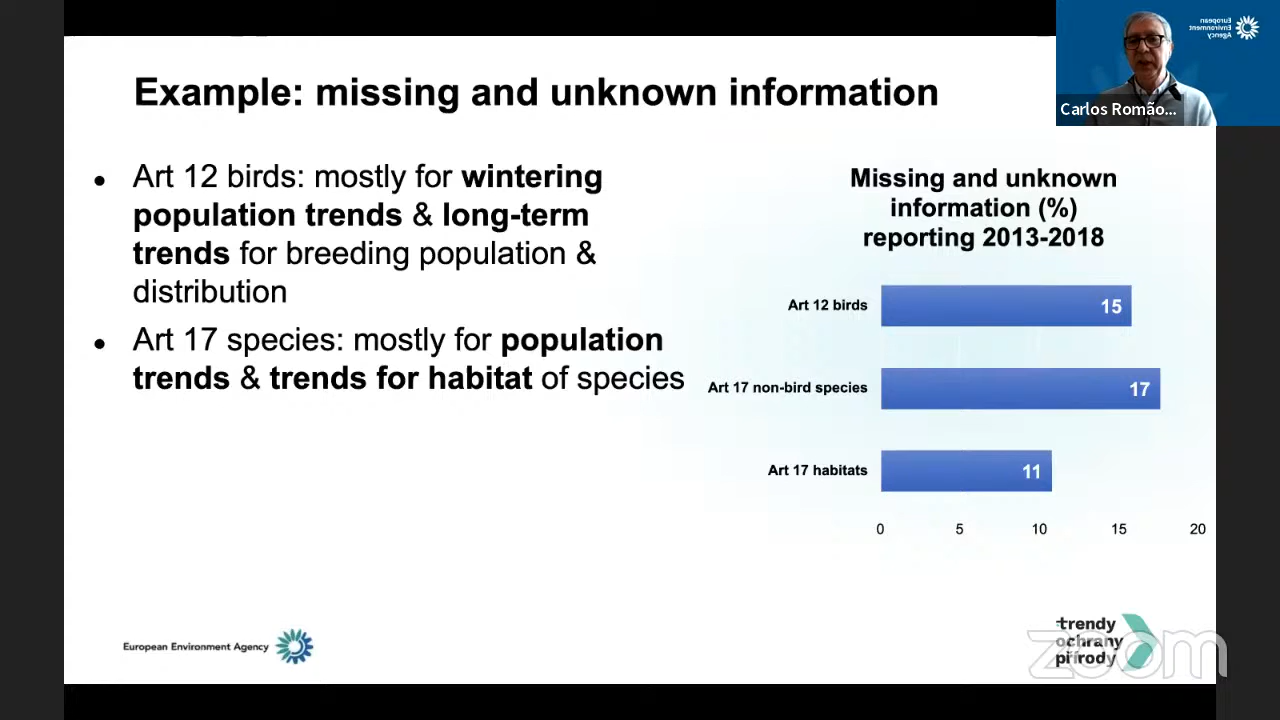 Example: missing and unknown information
European
Environment
Agency
Carlos Romão...
● Art 12 birds: mostly for wintering
population trends & long-term
trends for breeding population &
distribution
● Art 17 species: mostly for population
trends & trends for habitat of species
Missing and unknown
information (%)
reporting 2013-2018
Art 12 birds 15
Art 17 non-bird species 17
Art 17 habitats 11
0 5 10 15 20
European Environment Agency
trendy
ochrany
přírody
zoom